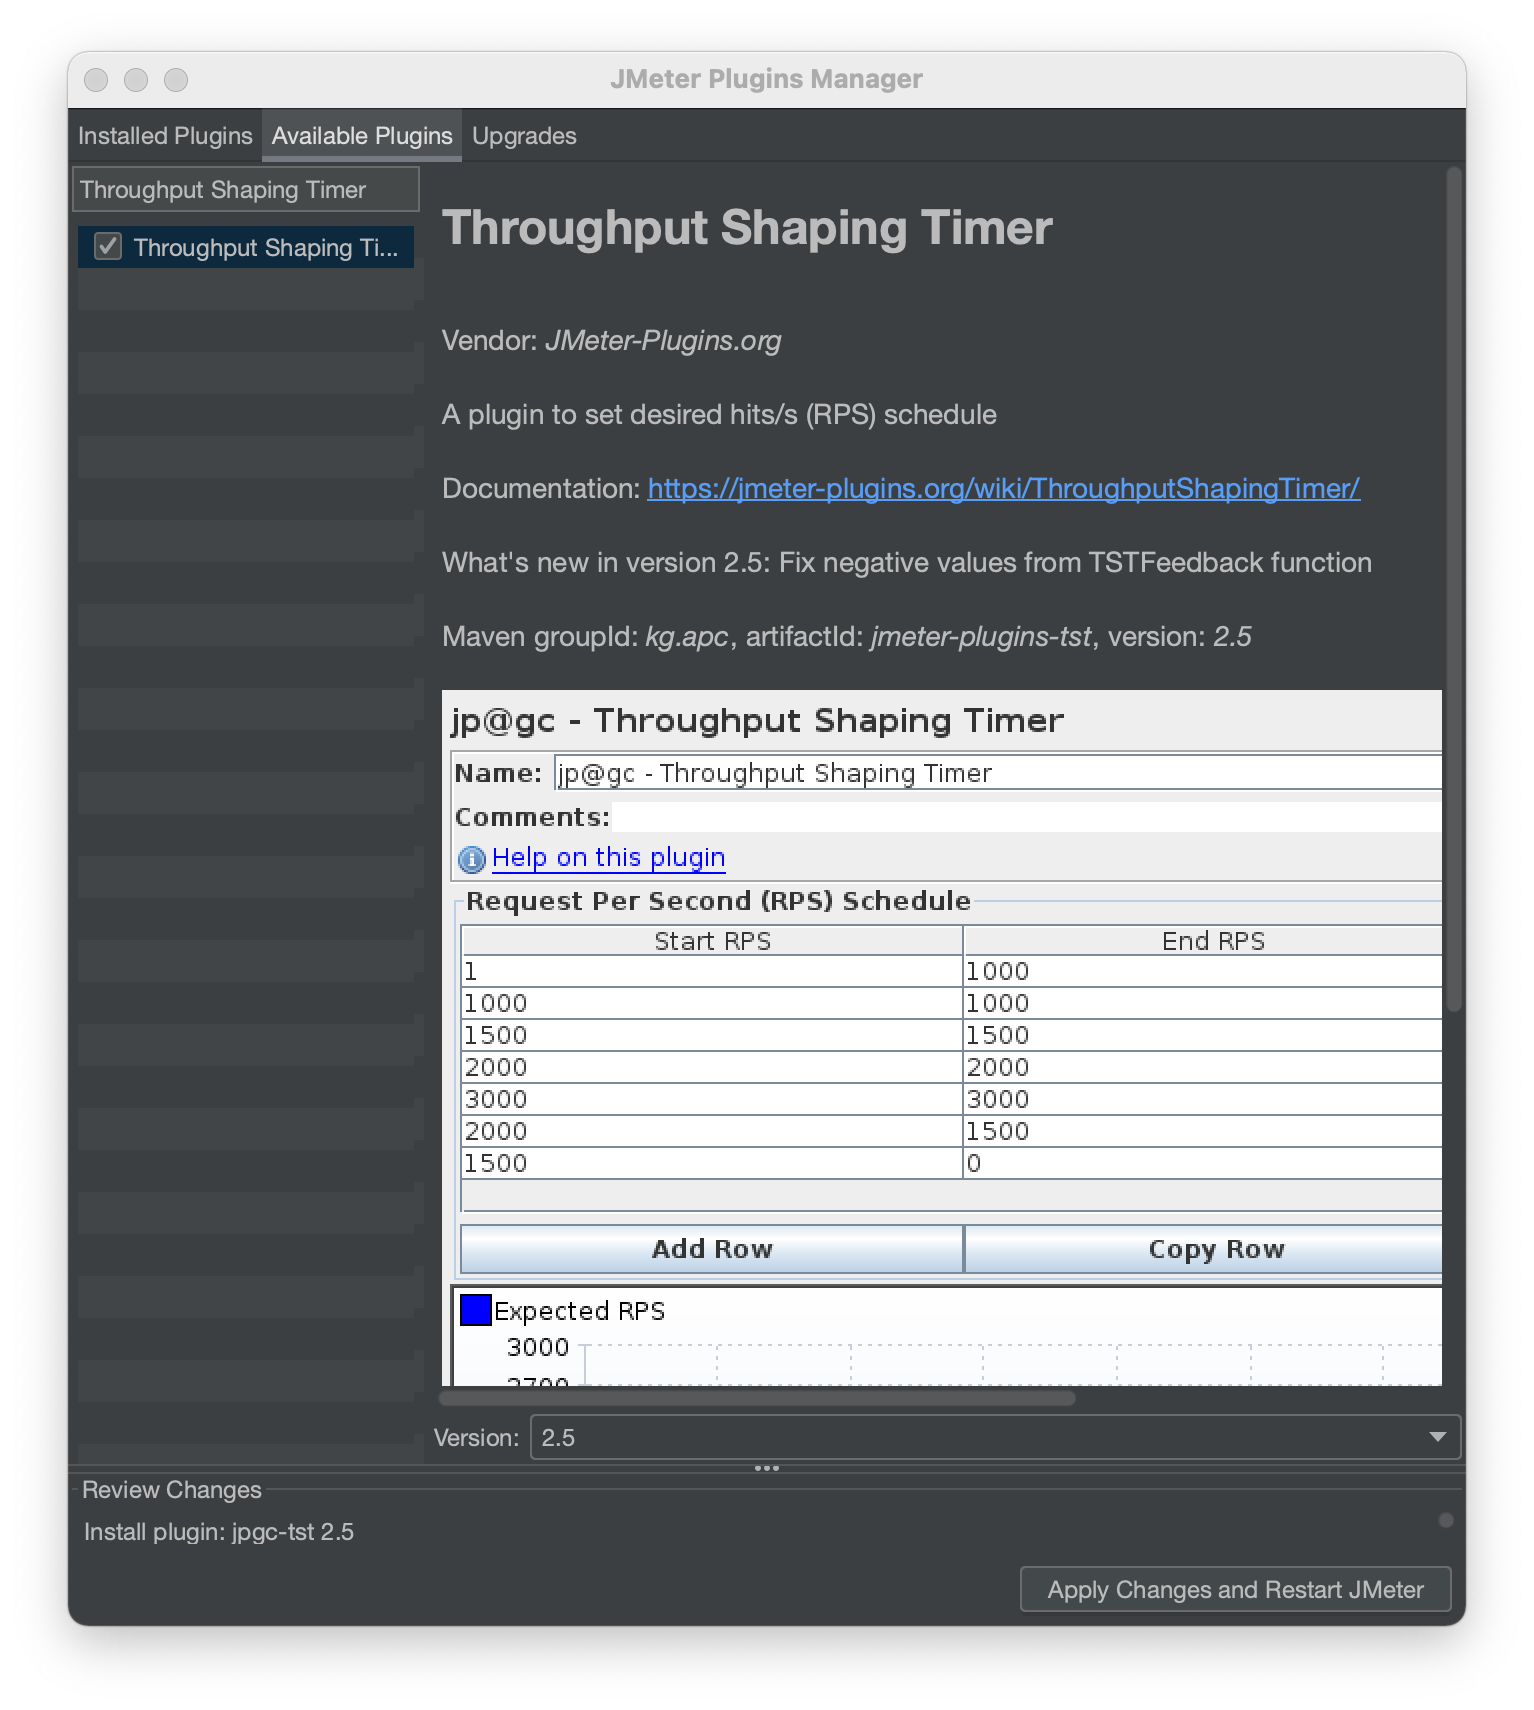 JMeter Plugins Manager
Installed Plugins Available Plugins Upgrades
Throughput Shaping Timer
Throughput Shaping Ti...
Throughput Shaping Timer
Vendor: JMeter-Plugins.org
A plugin to set desired hits/s (RPS) schedule
Documentation: https://jmeter-plugins.org/wiki/ThroughputShapingTimer/
What's new in version 2.5: Fix negative values from TSTFeedback function
Maven groupId: kg.apc, artifactId: jmeter-plugins-tst, version: 2.5
jp@gc - Throughput Shaping Timer
Name: jp@gc - Throughput Shaping Timer
Comments:
Help on this plugin
Request Per Second (RPS) Schedule
Start RPS End RPS
1 1000
1000 1000
1500 1500
2000 2000
3000 3000
2000 1500
1500 0
Add Row Copy Row
Expected RPS
3000
2700
Version: 2.5
Review Changes
Install plugin: jpgc-tst 2.5
Apply Changes and Restart JMeter